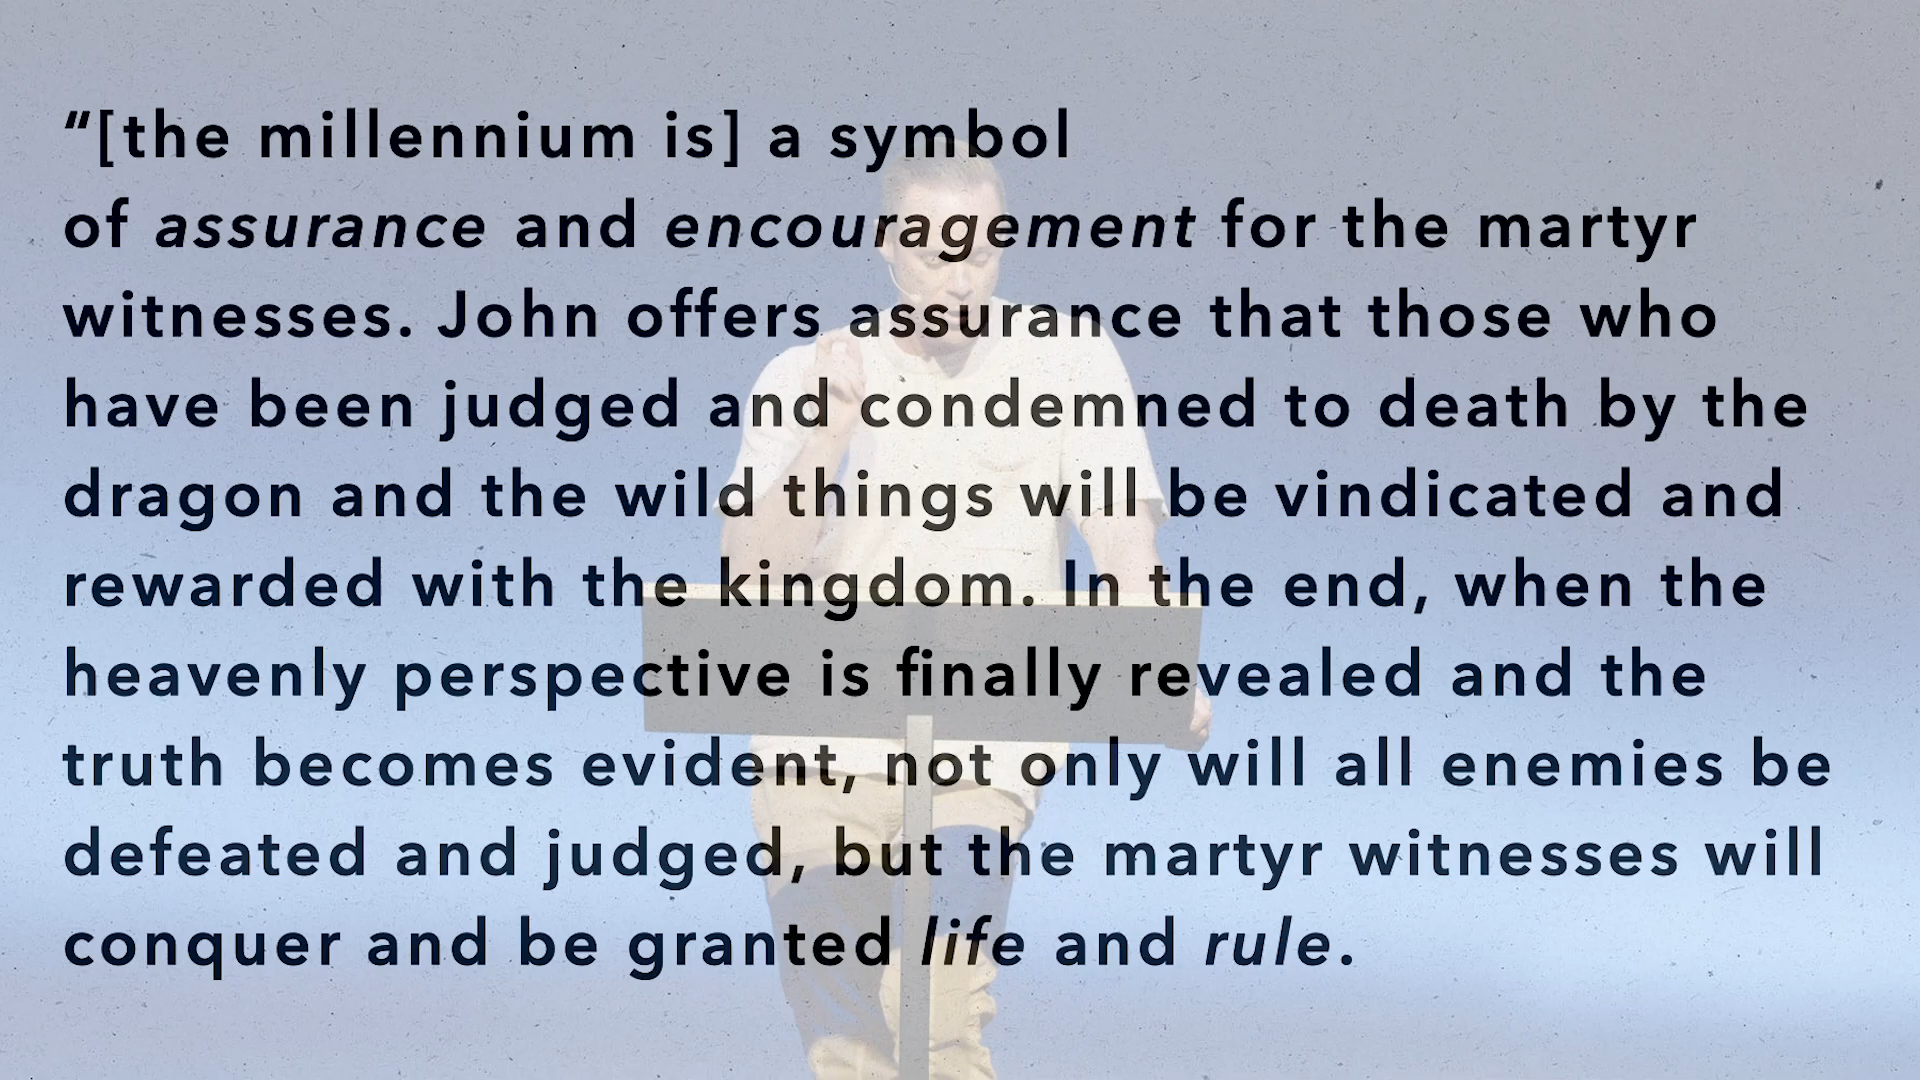 “[the millennium is] a symbol
of assurance and encouragement for the martyr
witnesses. John offers assurance that those who
have been judged and condemned to death by the
dragon and the wild things will be vindicated and
rewarded with the kingdom. In the end, when the
heavenly perspective is finally revealed and the
truth becomes evident, not only will all enemies be
defeated and judged, but the martyr witnesses will
conquer and be granted life and rule.